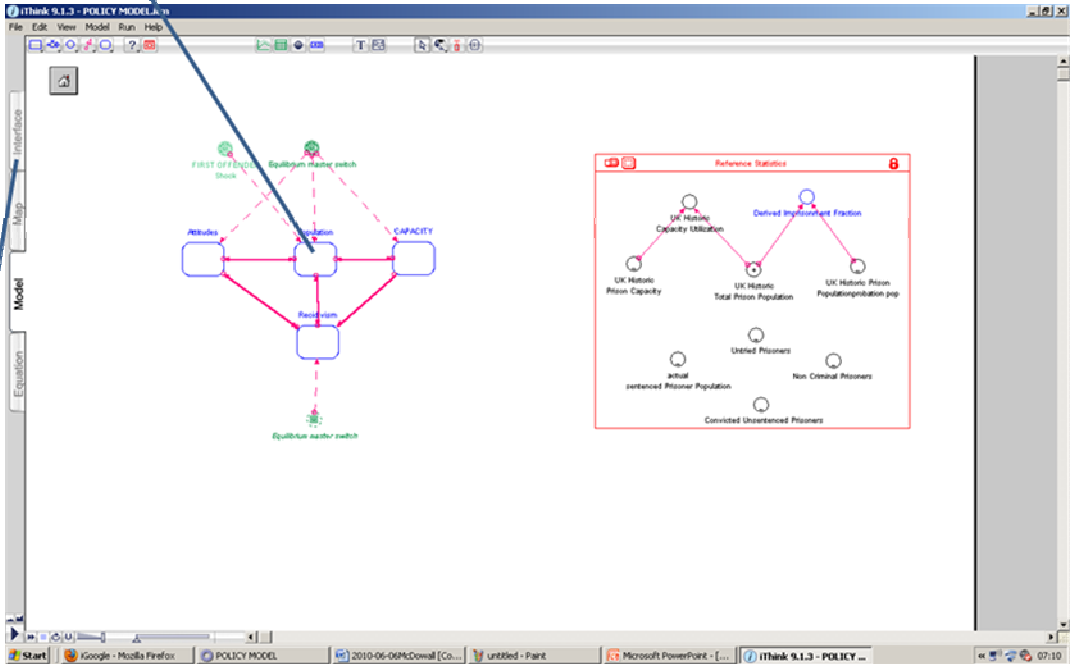 iThink 9.1.3 - POLICY MODEL.itm
File Edit View Model Run Help
Interface
Map
Model
Equation
FIRST OFFENDER
Shock
Equilibrium master switch
Attitudes
Population
CAPACITY
Recidivism
Equilibrium master switch
Reference Statistics
UK Historic
Capacity Utilization
Derived Imprisonment Fraction
UK Historic
Prison Capacity
UK Historic
Total Prison Population
UK Historic Prison
Populationprobation pop
Untried Prisoners
actual
sentenced Prisoner Population
Non Criminal Prisoners
Convicted Unsentenced Prisoners
Start
iGoogle - Mozilla Firefox
POLICY MODEL
2010-06-06McDowall [Co...
untitled - Paint
Microsoft PowerPoint - [...
iThink 9.1.3 - POLICY ...
07:10